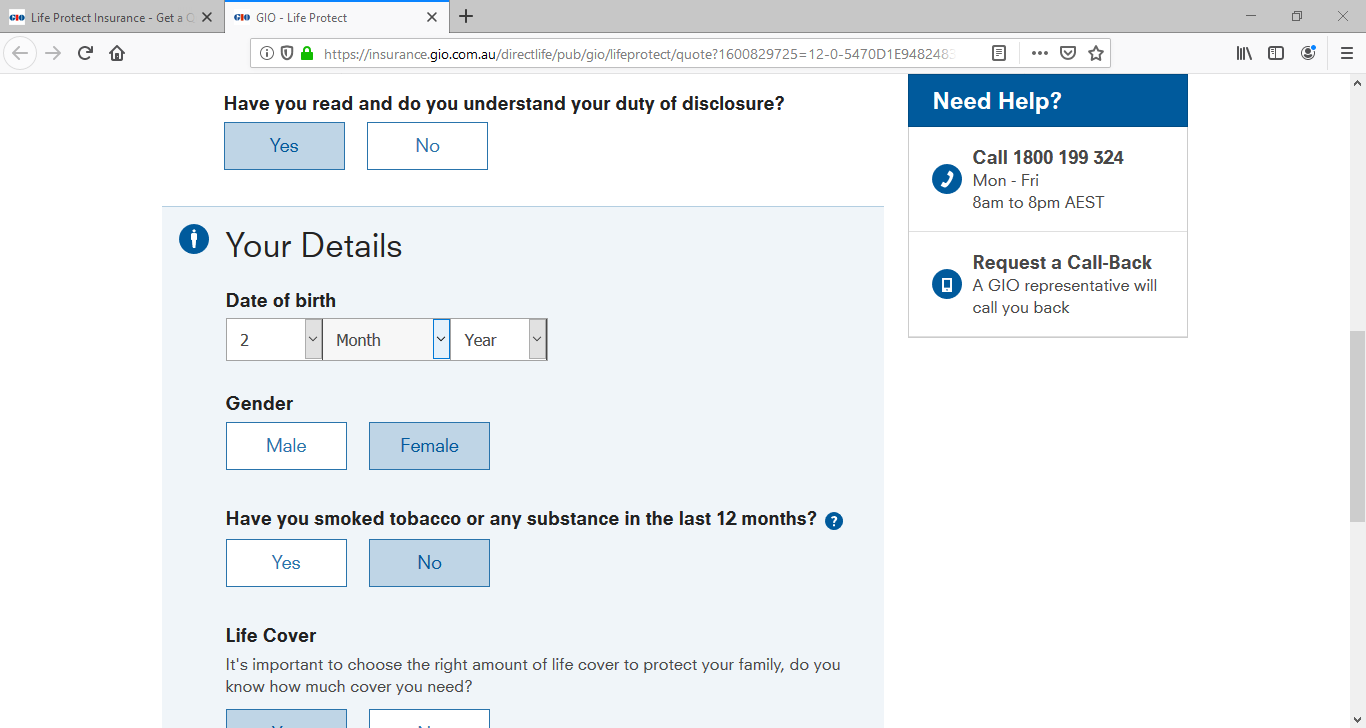 GIO Life Protect Insurance - Get a C
GIO GIO - Life Protect
https://insurance.gio.com.au/directlife/pub/gio/lifeprotect/quote?1600829725=12-0-5470D1E9482483
Have you read and do you understand your duty of disclosure?
Yes No
Need Help?
Call 1800 199 324
Mon - Fri
8am to 8pm AEST
Request a Call-Back
A GIO representative will
call you back
Your Details
Date of birth
2 Month Year
Gender
Male Female
Have you smoked tobacco or any substance in the last 12 months? ?
Yes No
Life Cover
It's important to choose the right amount of life cover to protect your family, do you
know how much cover you need?